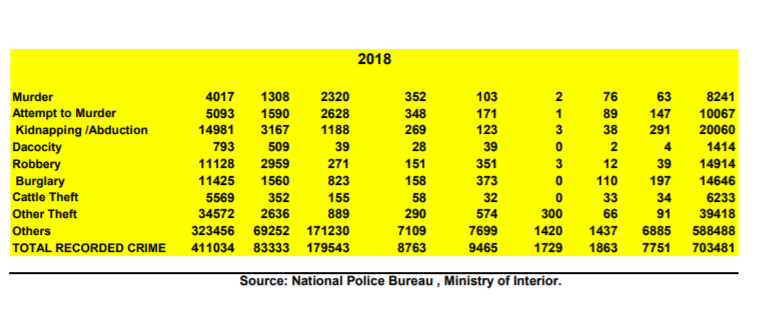 2018
Murder 4017 1308 2320 352 103 2 76 63 8241
Attempt to Murder 5093 1590 2628 348 171 1 89 147 10067
Kidnapping /Abduction 14981 3167 1188 269 123 3 38 291 20060
Dacocity 793 509 39 28 39 0 2 4 1414
Robbery 11128 2959 271 151 351 3 12 39 14914
Burglary 11425 1560 823 158 373 0 110 197 14646
Cattle Theft 5569 352 155 58 32 0 33 34 6233
Other Theft 34572 2636 889 290 574 300 66 91 39418
Others 323456 69252 171230 7109 7699 1420 1437 6885 588488
TOTAL RECORDED CRIME 411034 83333 179543 8763 9465 1729 1863 7751 703481
Source: National Police Bureau , Ministry of Interior.